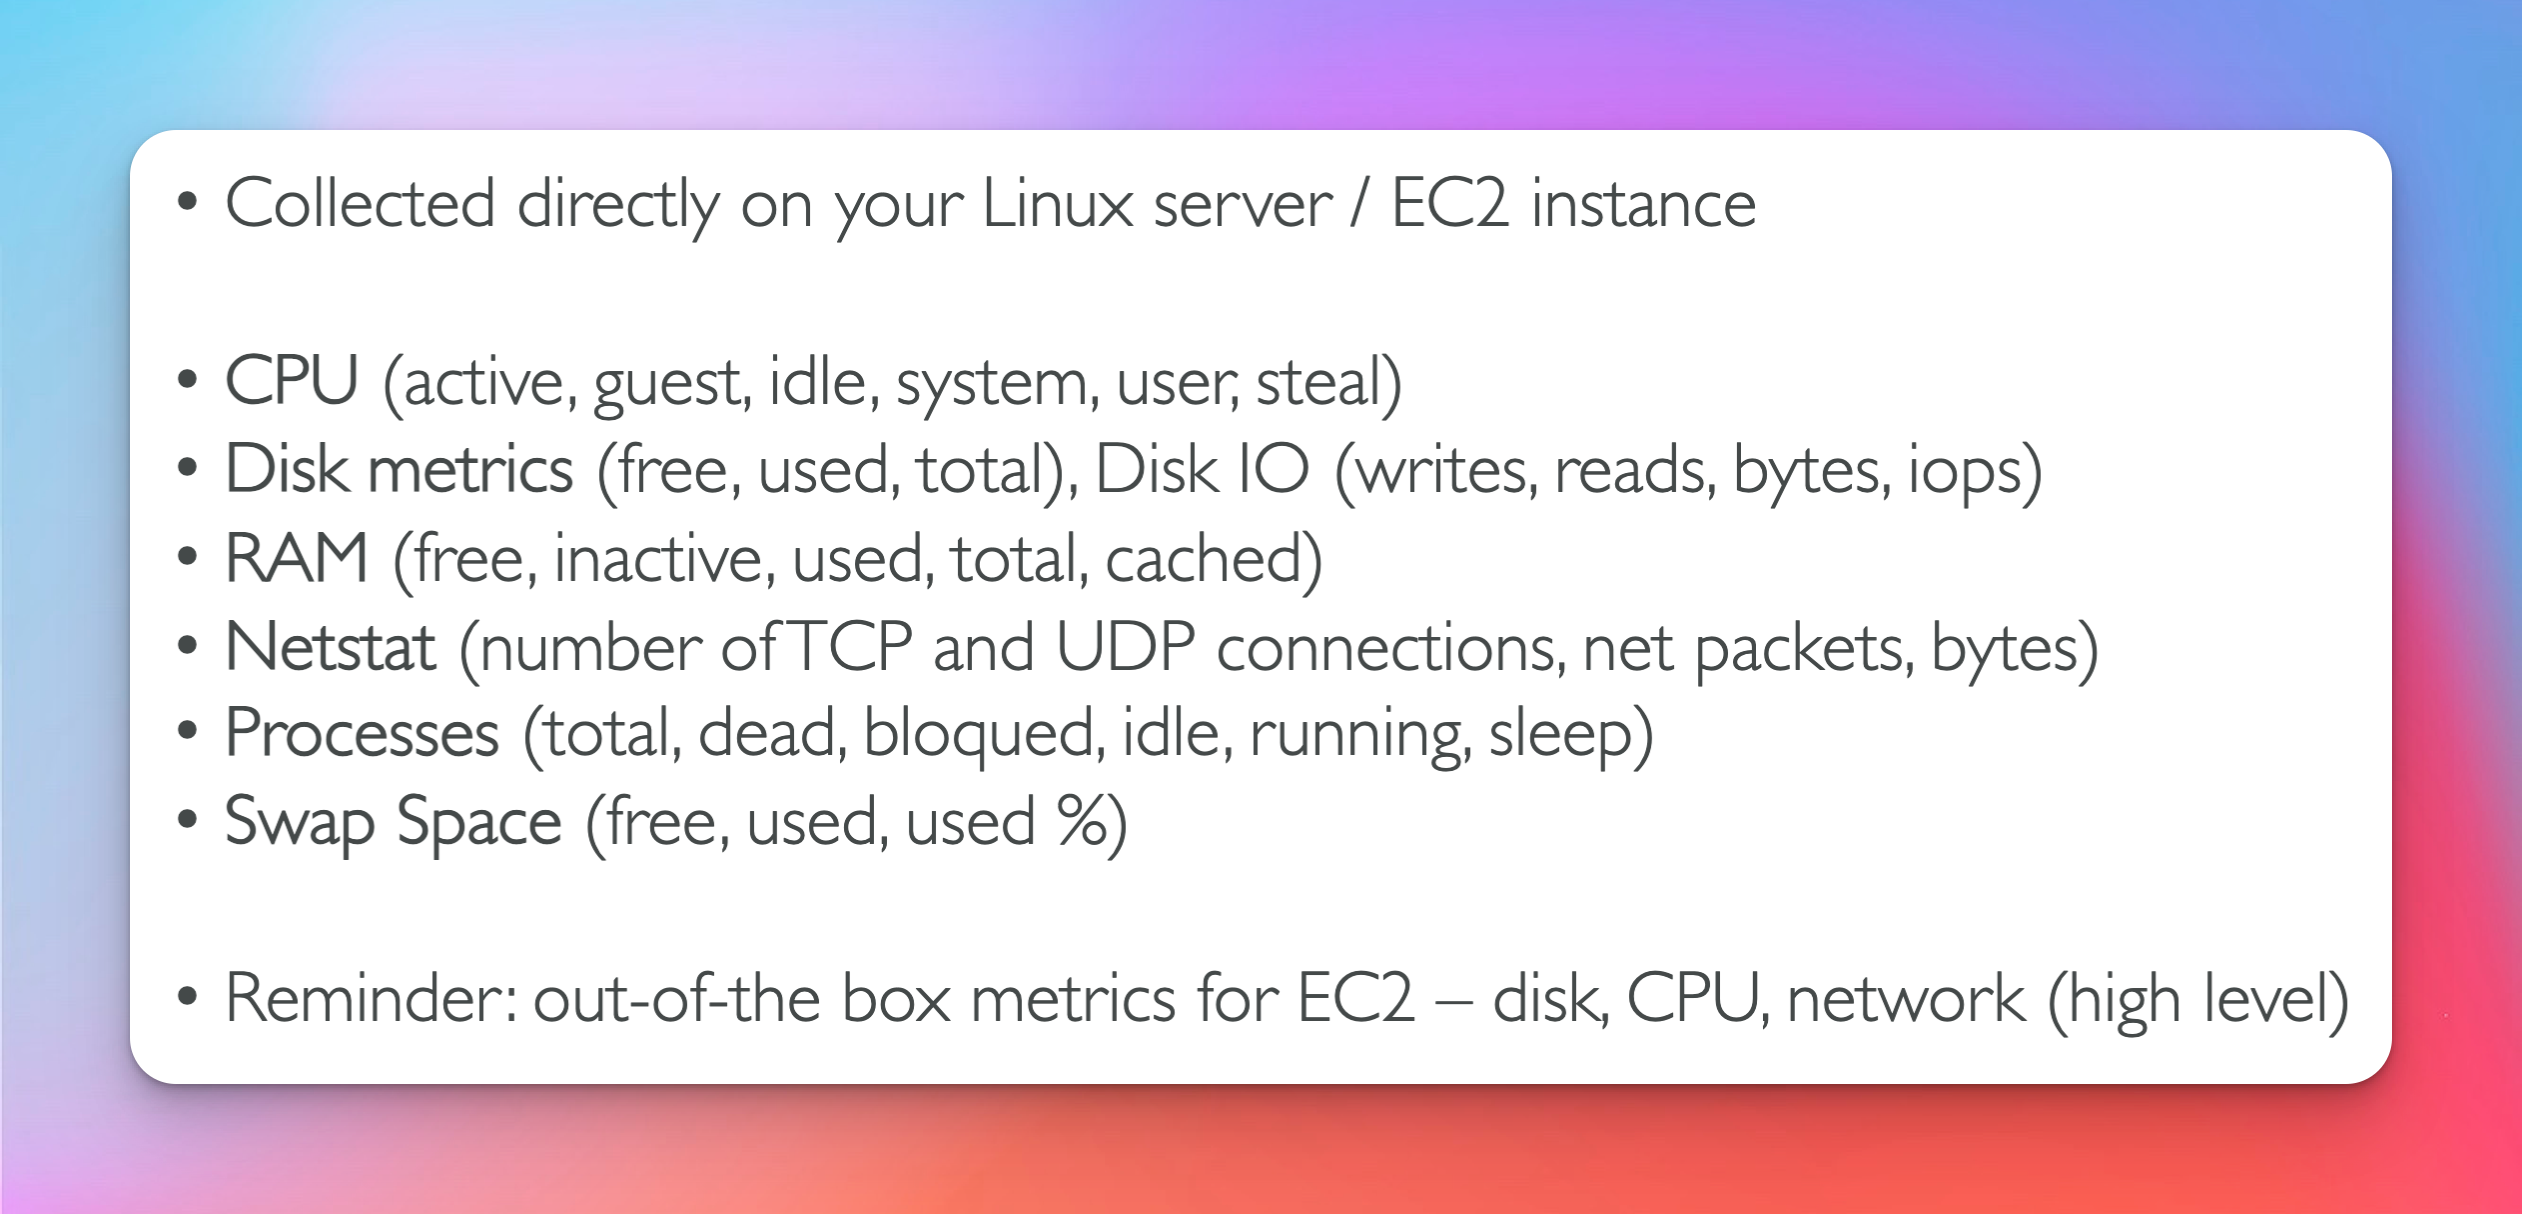 • Collected directly on your Linux server / EC2 instance
• CPU (active, guest, idle, system, user, steal)
• Disk metrics (free, used, total), Disk IO (writes, reads, bytes, iops)
• RAM (free, inactive, used, total, cached)
• Netstat (number of TCP and UDP connections, net packets, bytes)
• Processes (total, dead, bloqued, idle, running, sleep)
• Swap Space (free, used, used %)
• Reminder: out-of-the box metrics for EC2 – disk, CPU, network (high level)